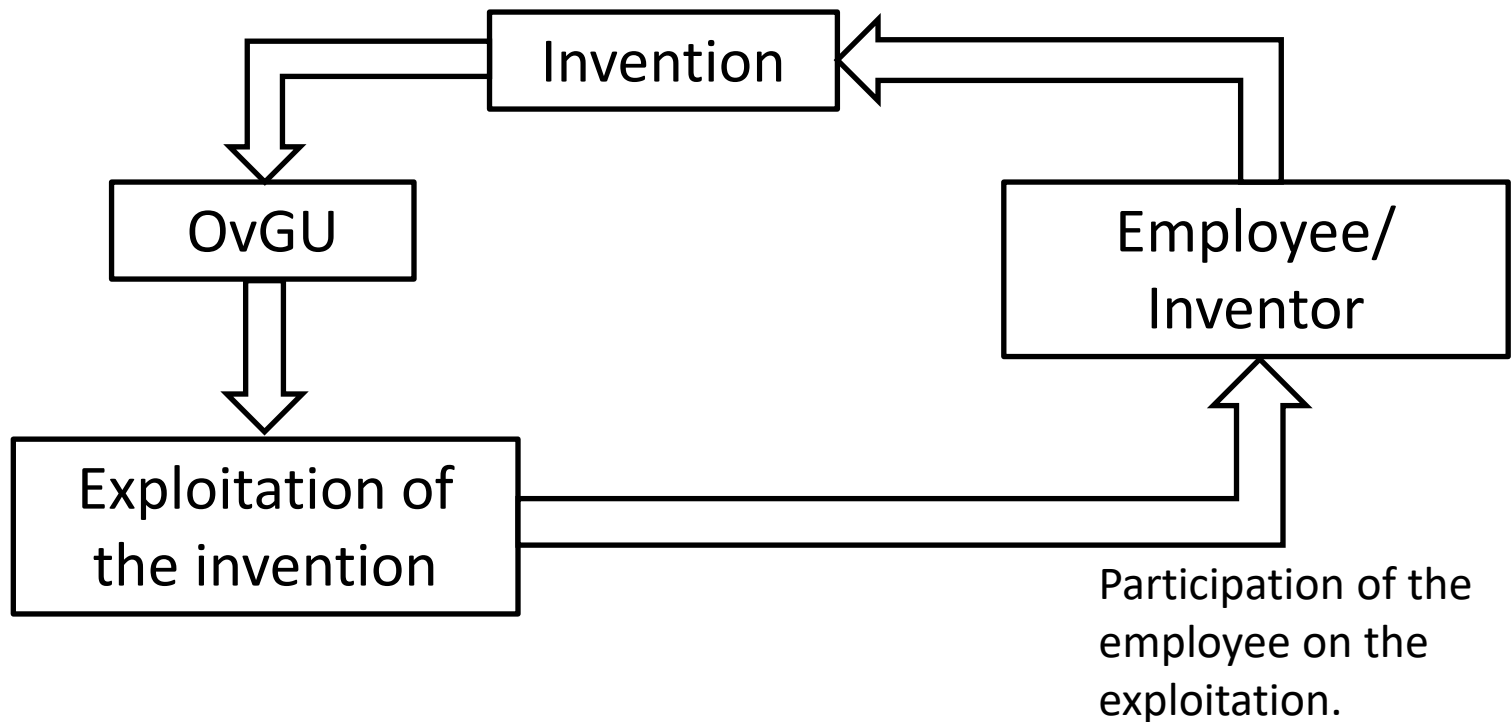 Invention
OvGU
Employee/
Inventor
Exploitation of
the invention
Participation of the
employee on the
exploitation.